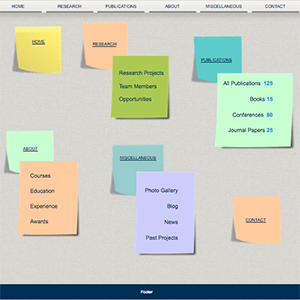 HOME RESEARCH PUBLICATIONS ABOUT MISCELLANEOUS CONTACT
HOME
RESEARCH
Research Projects
Team Members
Opportunities
PUBLICATIONS
All Publications 125
Books 15
Conferences 80
Journal Papers 25
ABOUT
Courses
Education
Experience
Awards
MISCELLANEOUS
Photo Gallery
Blog
News
Past Projects
CONTACT
Footer